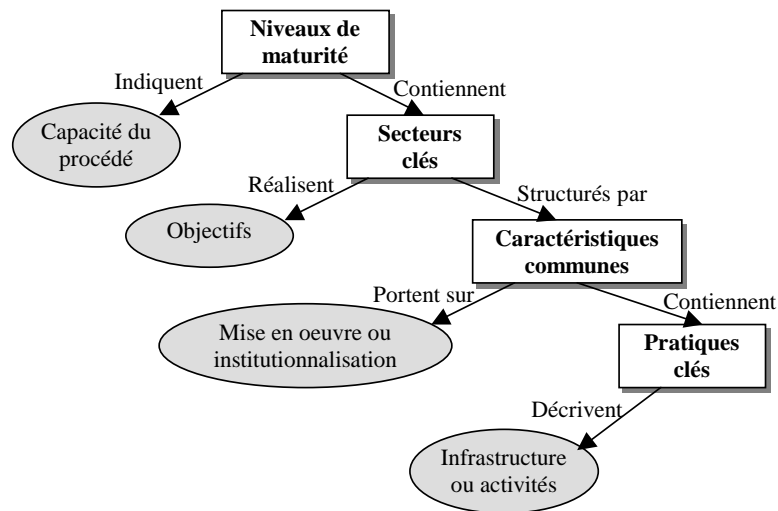 Niveaux de
maturité
Indiquent
Contiennent
Capacité du
procédé
Secteurs
clés
Réalisent
Structurés par
Objectifs
Caractéristiques
communes
Portent sur
Contiennent
Mise en oeuvre ou
institutionnalisation
Pratiques
clés
Décrivent
Infrastructure
ou activités